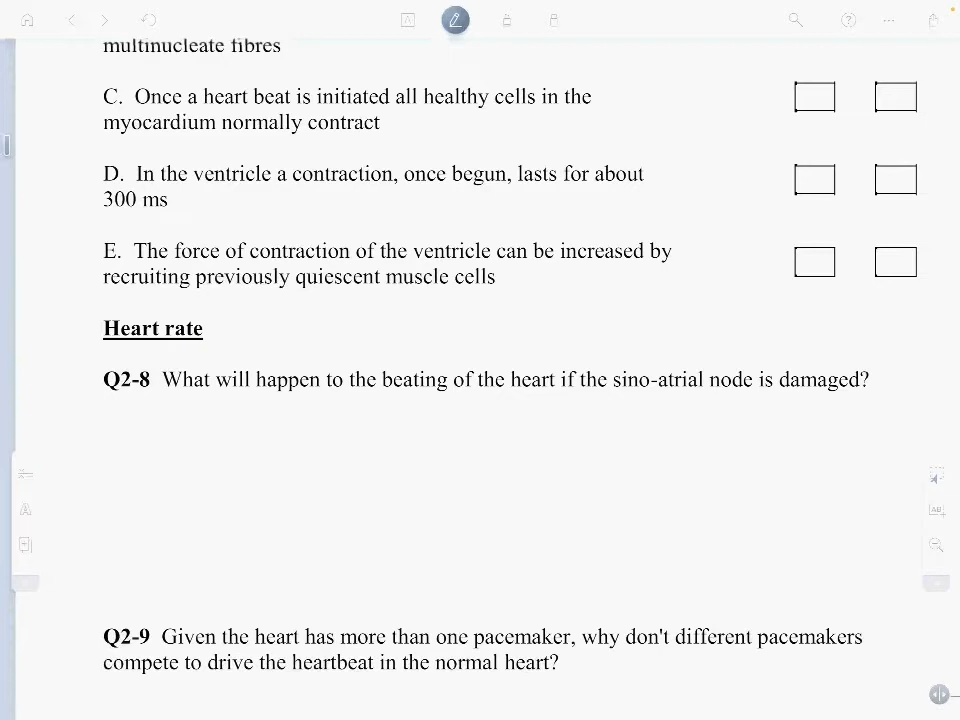 multinucleate fibres
C. Once a heart beat is initiated all healthy cells in the
myocardium normally contract
D. In the ventricle a contraction, once begun, lasts for about
300 ms
E. The force of contraction of the ventricle can be increased by
recruiting previously quiescent muscle cells
Heart rate
Q2-8 What will happen to the beating of the heart if the sino-atrial node is damaged?
Q2-9 Given the heart has more than one pacemaker, why don't different pacemakers
compete to drive the heartbeat in the normal heart?